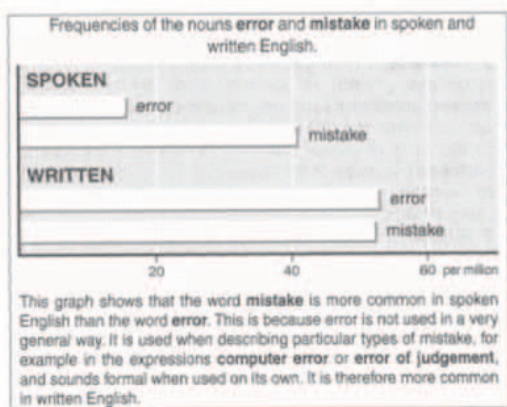 Frequencies of the nouns error and mistake in spoken and
written English.
SPOKEN
error
mistake
WRITTEN
error
mistake
20 40 60 per million
This graph shows that the word mistake is more common in spoken
English than the word error. This is because error is not used in a very
general way. It is used when describing particular types of mistake, for
example in the expressions computer error or error of judgement,
and sounds formal when used on its own. It is therefore more common
in written English.